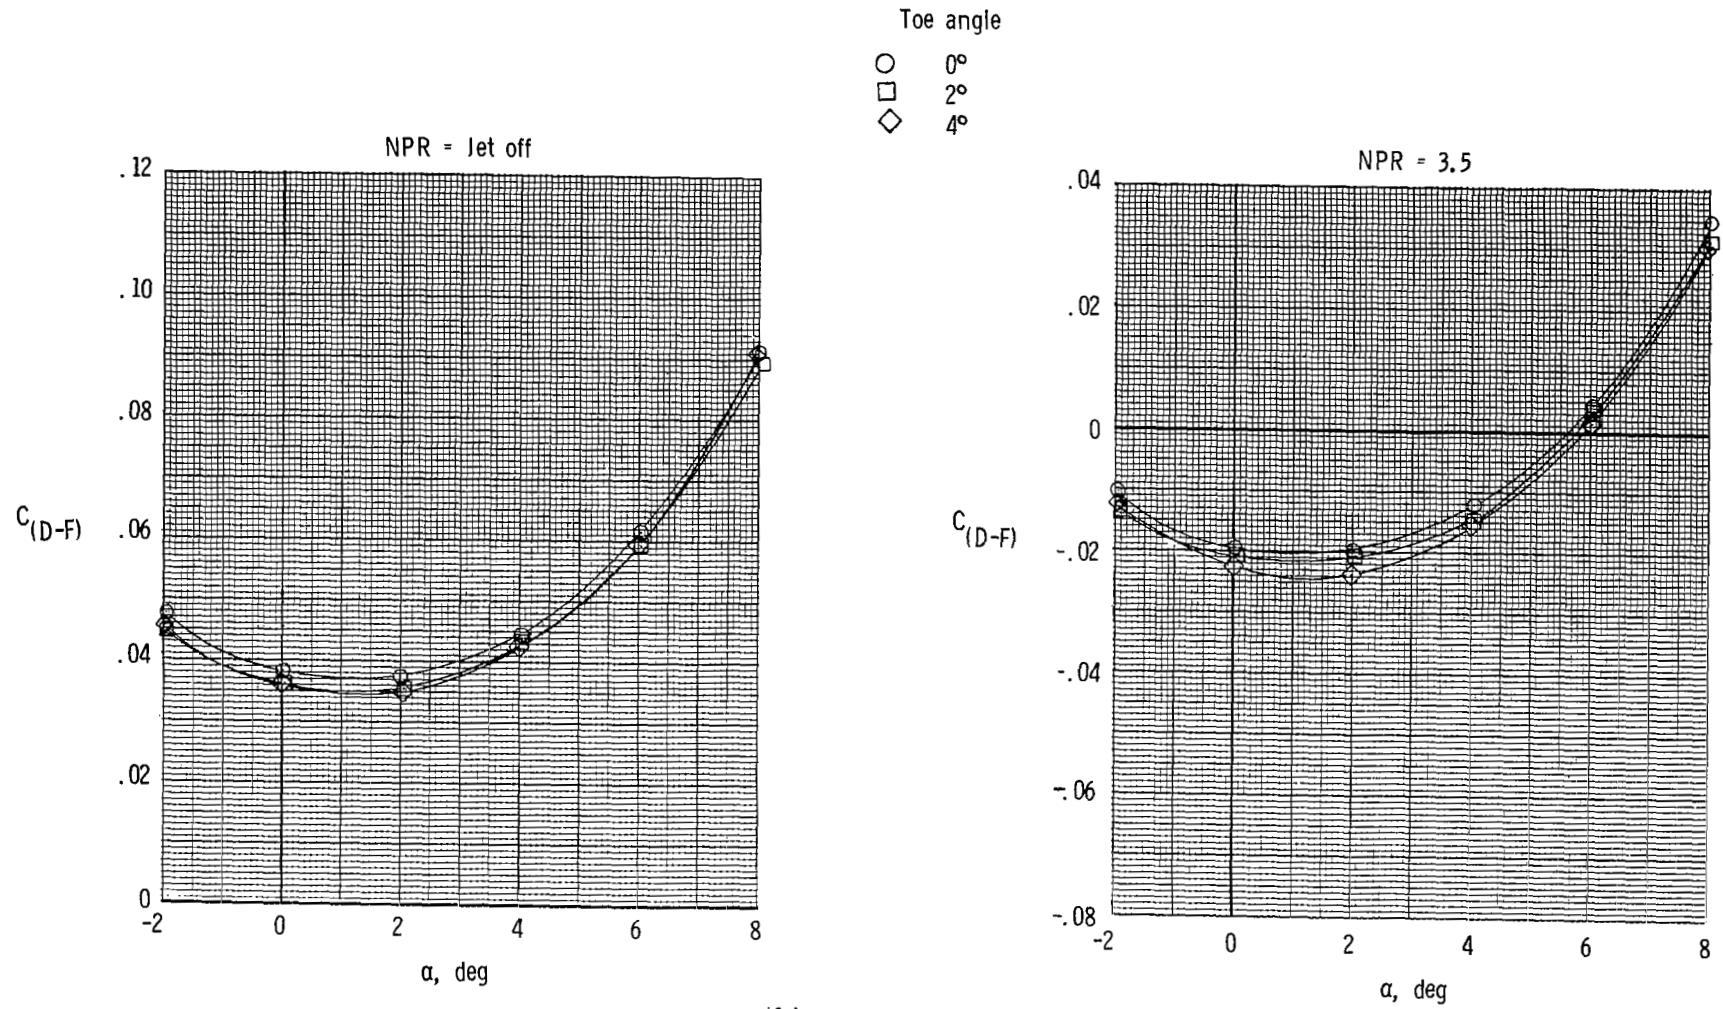 Toe angle
0°
2°
4°
NPR = Jet off
.12
.10
.08
.06
.04
.02
0
-2 0 2 4 6 8
C(D-F)
α, deg
NPR = 3.5
.04
.02
0
-.02
-.04
-.06
-.08
-2 0 2 4 6 8
C(D-F)
α, deg